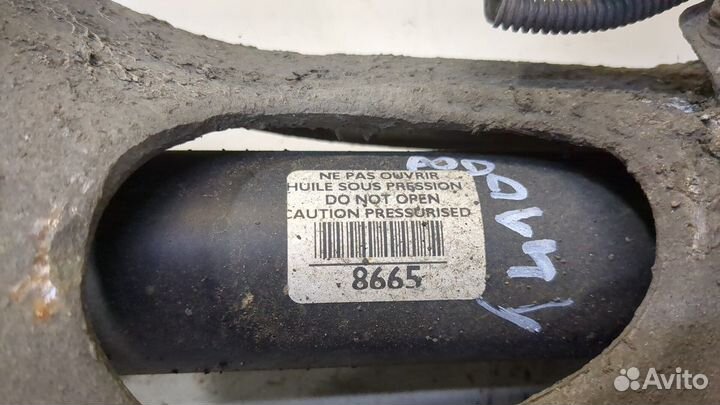 NE PAS OUVRIR
HUILE SOUS PRESSION
DO NOT OPEN
CAUTION PRESSURISED
8665
Avito